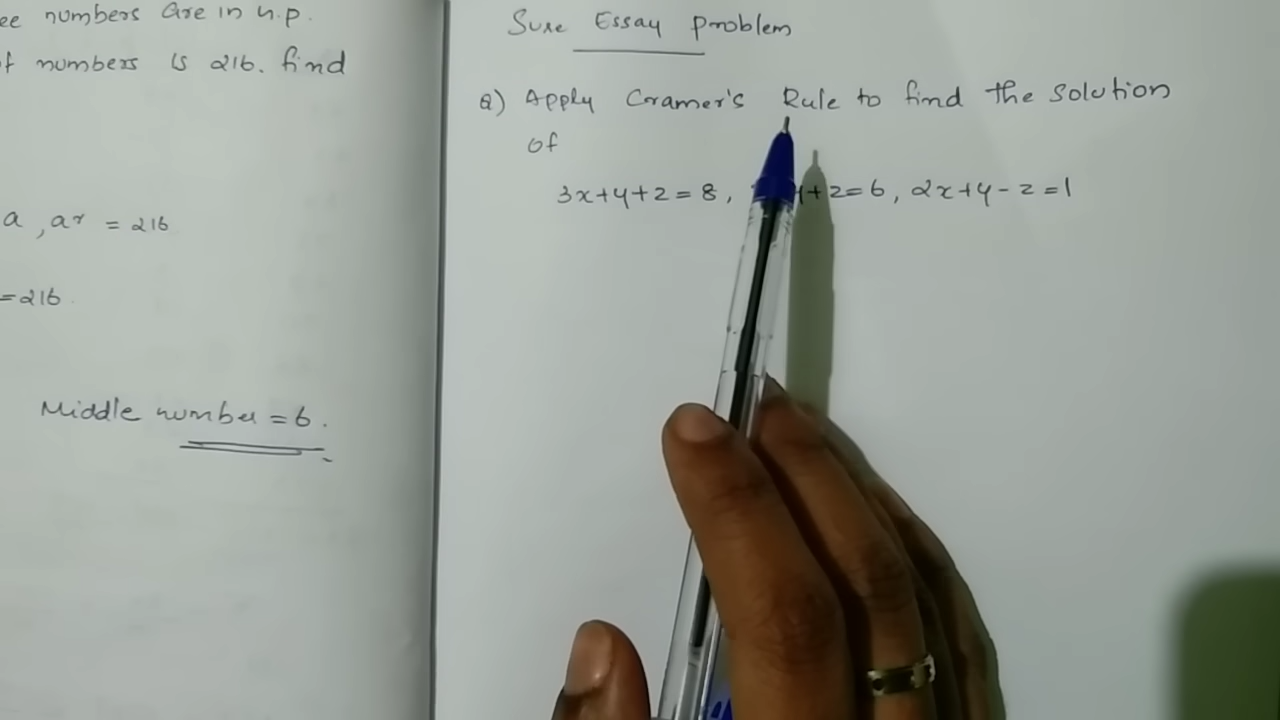 ee numbers are in G.P.
f numbers is 216. find
a, ar = 216
= 216
Middle number = 6.
Sure Essay Problem
Q) Apply Cramer's Rule to find the solution
of
3x+y+z=8, y+z=6, 2x+y-z=1